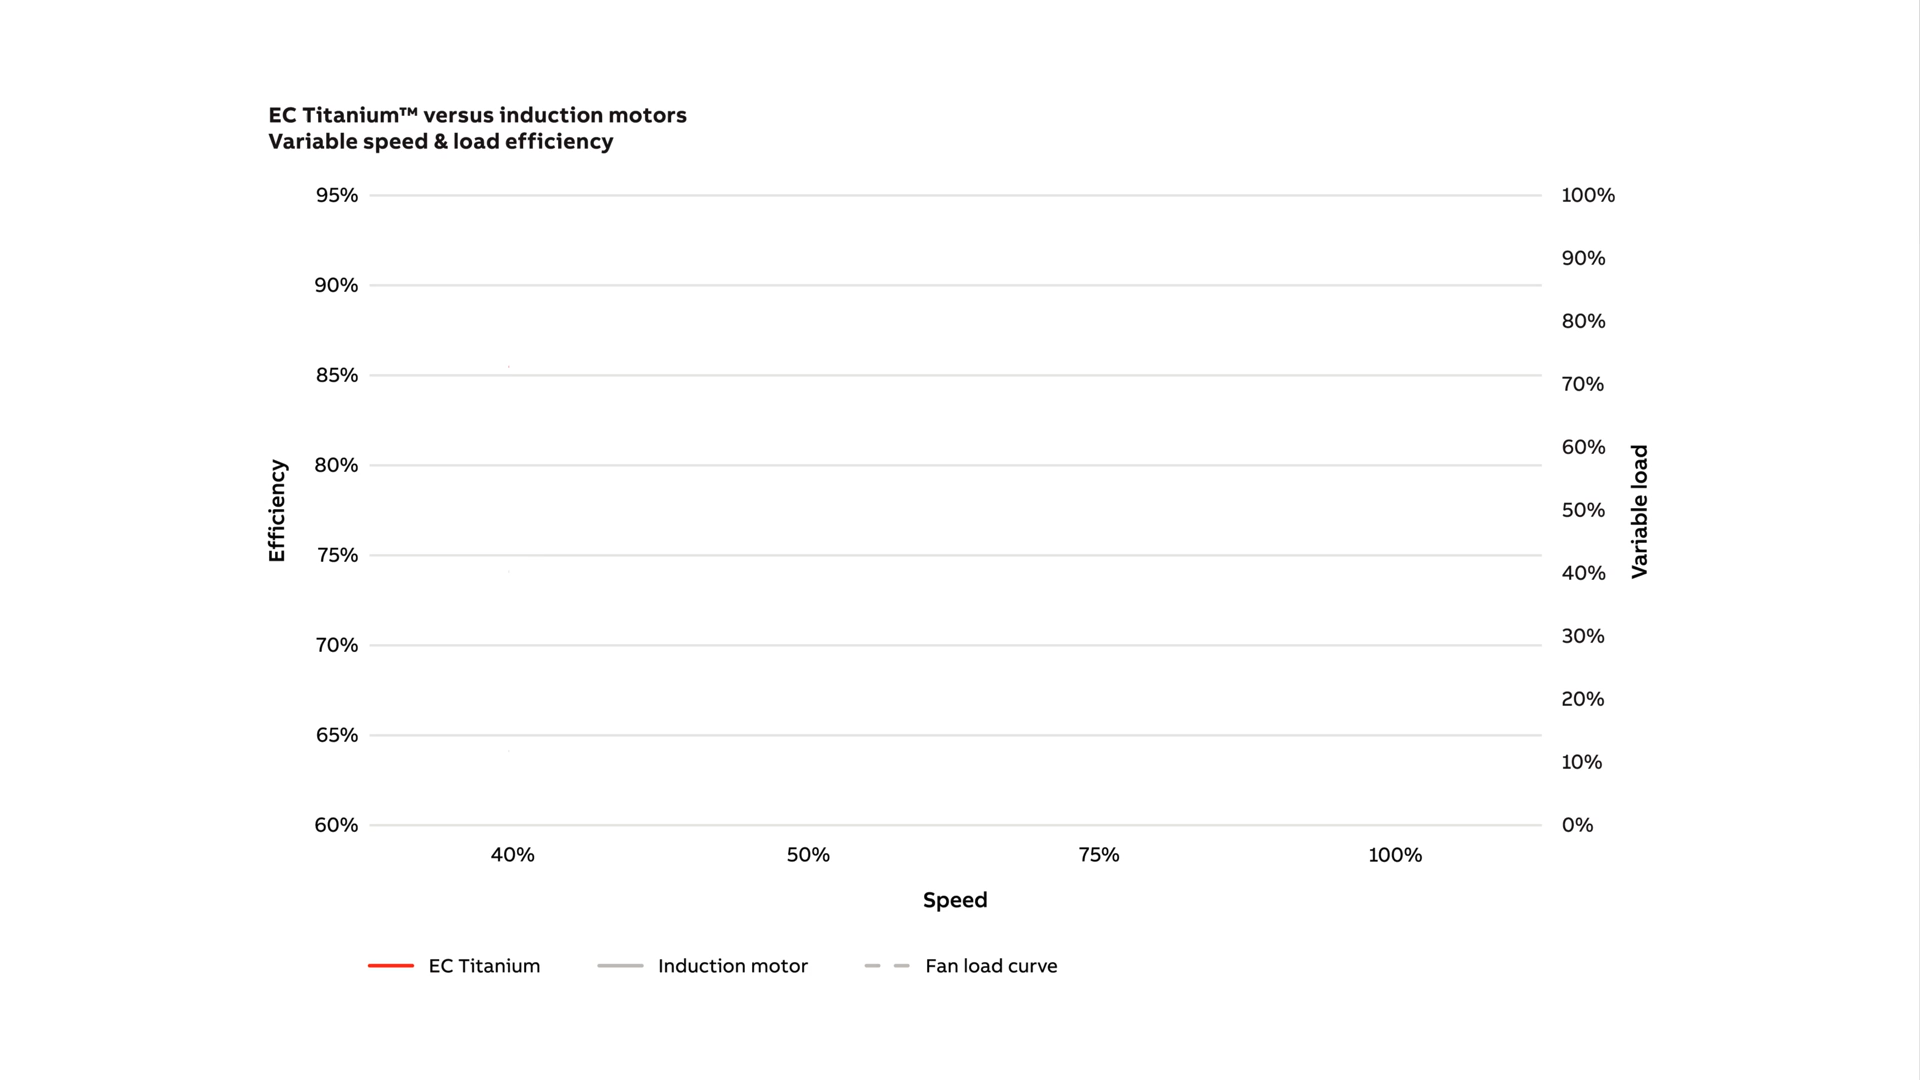 EC Titanium™ versus induction motors
Variable speed & load efficiency
95%
90%
85%
80%
75%
70%
65%
60%
Efficiency
100%
90%
80%
70%
60%
50%
40%
30%
20%
10%
0%
Variable load
40% 50% 75% 100%
Speed
EC Titanium Induction motor Fan load curve